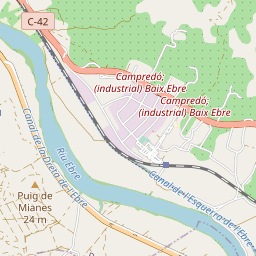 C-42
Campredó;
(industrial) Baix Ebre
Campredó;
(industrial) Baix Ebre
Riu Ebre
Canal de la Dreta de l'Ebre
Canal de l'Esquerra de l'Ebre
Puig de
Mianes
24 m